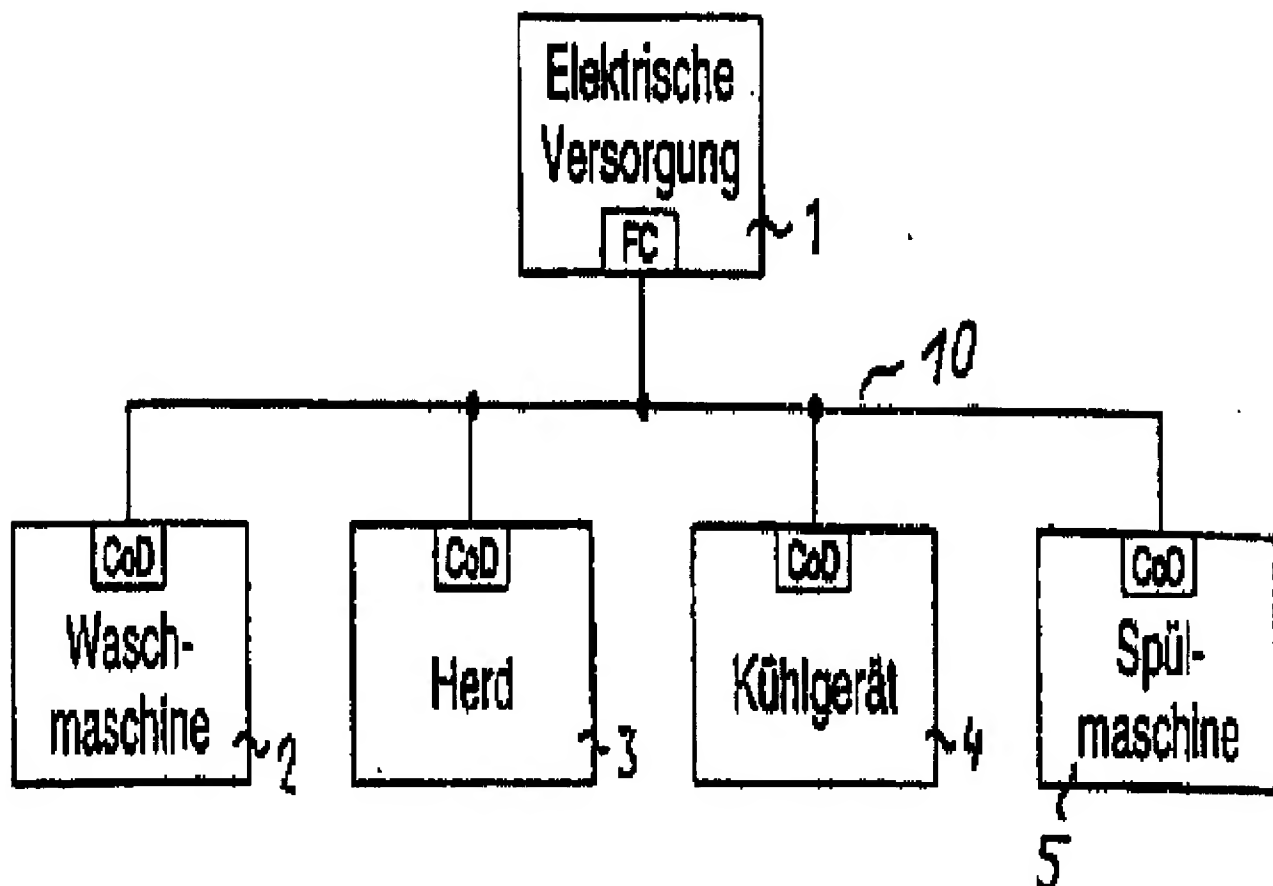 Elektrische
Versorgung
FC
1
10
CoD
Wasch-
maschine
2
CoD
Herd
3
CoD
Kühlgerät
4
CoD
Spül-
maschine
5